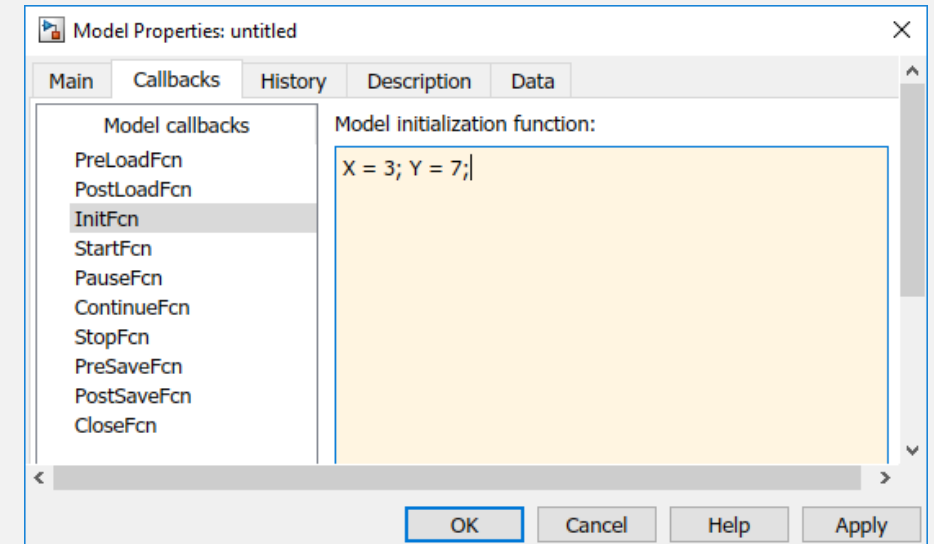 Model Properties: untitled
Main Callbacks History Description Data
Model callbacks
PreLoadFcn
PostLoadFcn
InitFcn
StartFcn
PauseFcn
ContinueFcn
StopFcn
PreSaveFcn
PostSaveFcn
CloseFcn
Model initialization function:
X = 3; Y = 7;
OK Cancel Help Apply